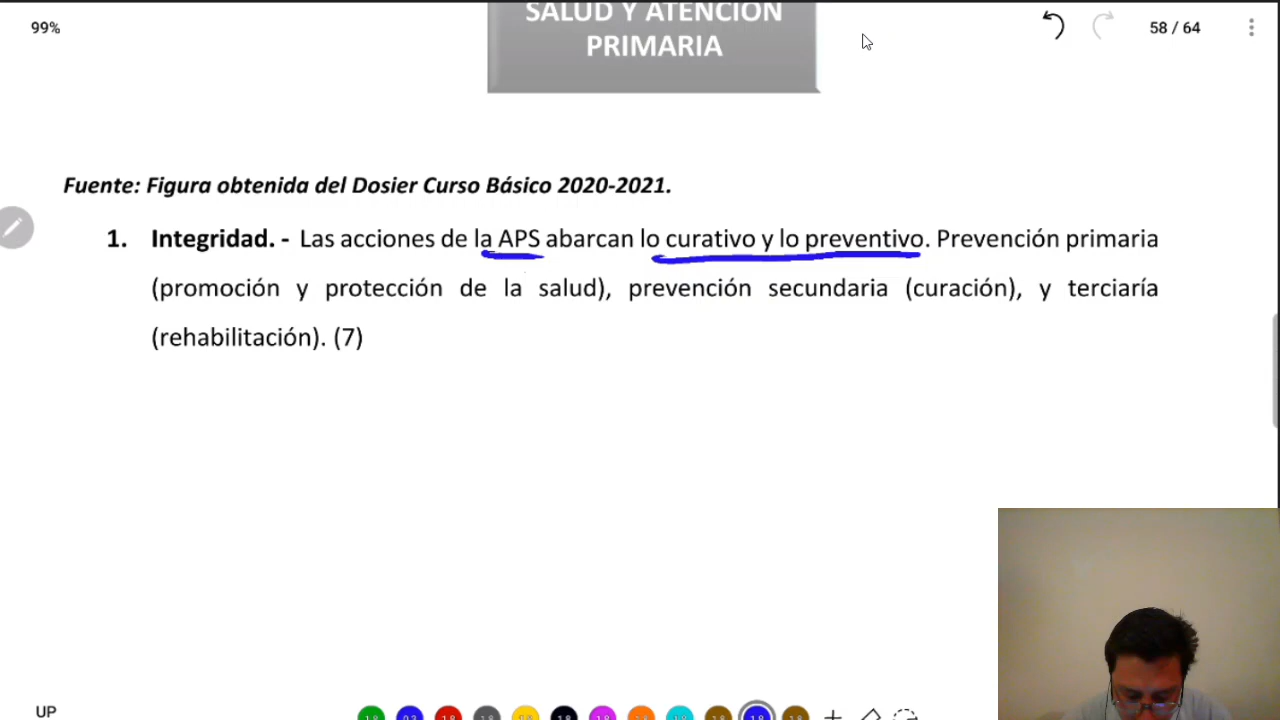 99%
SALUD Y ATENCIÓN
PRIMARIA
58 / 64
Fuente: Figura obtenida del Dosier Curso Básico 2020-2021.
1. Integridad. - Las acciones de la APS abarcan lo curativo y lo preventivo. Prevención primaria
(promoción y protección de la salud), prevención secundaria (curación), y terciaría
(rehabilitación). (7)
UP